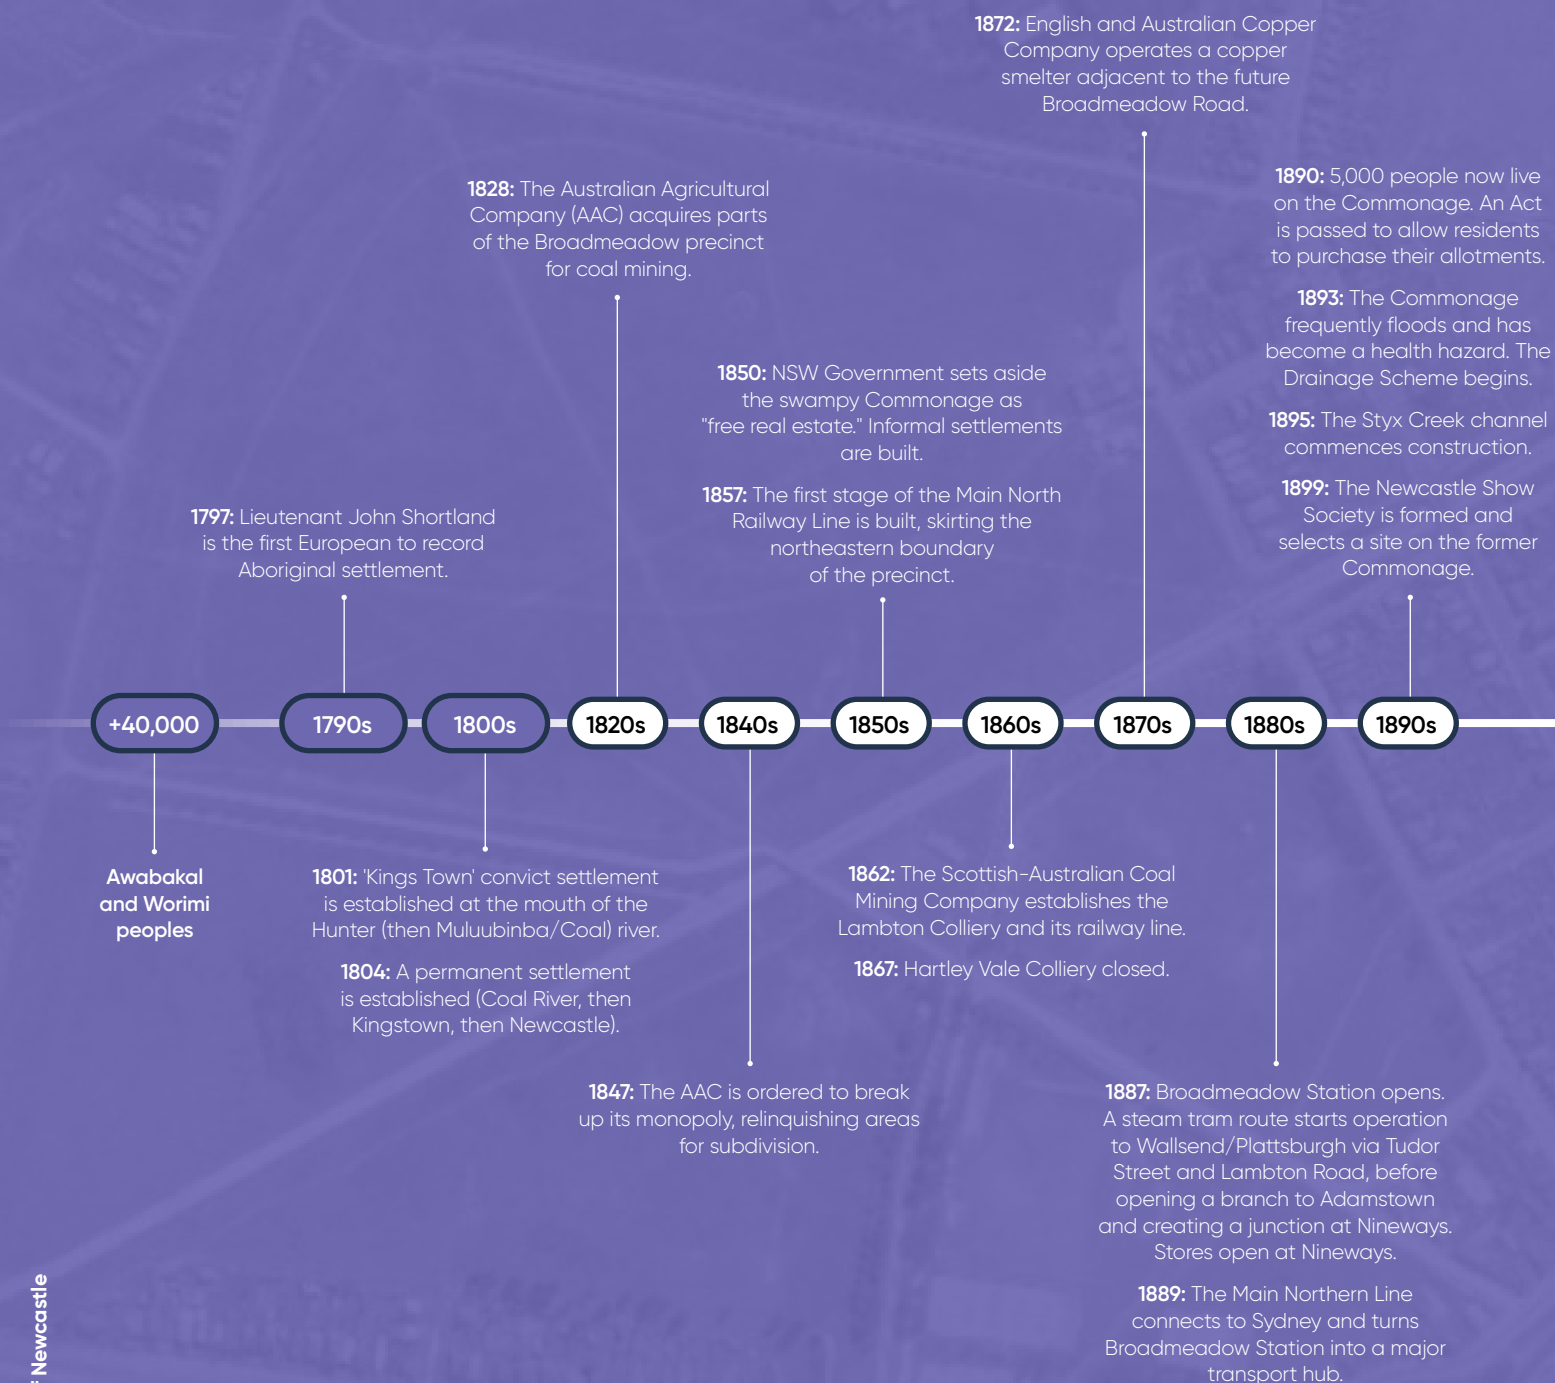 1872: English and Australian Copper
Company operates a copper
smelter adjacent to the future
Broadmeadow Road.
1828: The Australian Agricultural
Company (AAC) acquires parts
of the Broadmeadow precinct
for coal mining.
1890: 5,000 people now live
on the Commonage. An Act
is passed to allow residents
to purchase their allotments.
1893: The Commonage
frequently floods and has
become a health hazard. The
Drainage Scheme begins.
1895: The Styx Creek channel
commences construction.
1899: The Newcastle Show
Society is formed and
selects a site on the former
Commonage.
1850: NSW Government sets aside
the swampy Commonage as
"free real estate." Informal settlements
are built.
1857: The first stage of the Main North
Railway Line is built, skirting the
northeastern boundary
of the precinct.
1797: Lieutenant John Shortland
is the first European to record
Aboriginal settlement.
+40,000
1790s
1800s
1820s
1840s
1850s
1860s
1870s
1880s
1890s
Awabakal
and Worimi
peoples
1801: 'Kings Town' convict settlement
is established at the mouth of the
Hunter (then Muluubinba/Coal) river.
1804: A permanent settlement
is established (Coal River, then
Kingstown, then Newcastle).
1862: The Scottish-Australian Coal
Mining Company establishes the
Lambton Colliery and its railway line.
1867: Hartley Vale Colliery closed.
1847: The AAC is ordered to break
up its monopoly, relinquishing areas
for subdivision.
1887: Broadmeadow Station opens.
A steam tram route starts operation
to Wallsend/Plattsburgh via Tudor
Street and Lambton Road, before
opening a branch to Adamstown
and creating a junction at Nineways.
Stores open at Nineways.
1889: The Main Northern Line
connects to Sydney and turns
Broadmeadow Station into a major
transport hub.
Newcastle